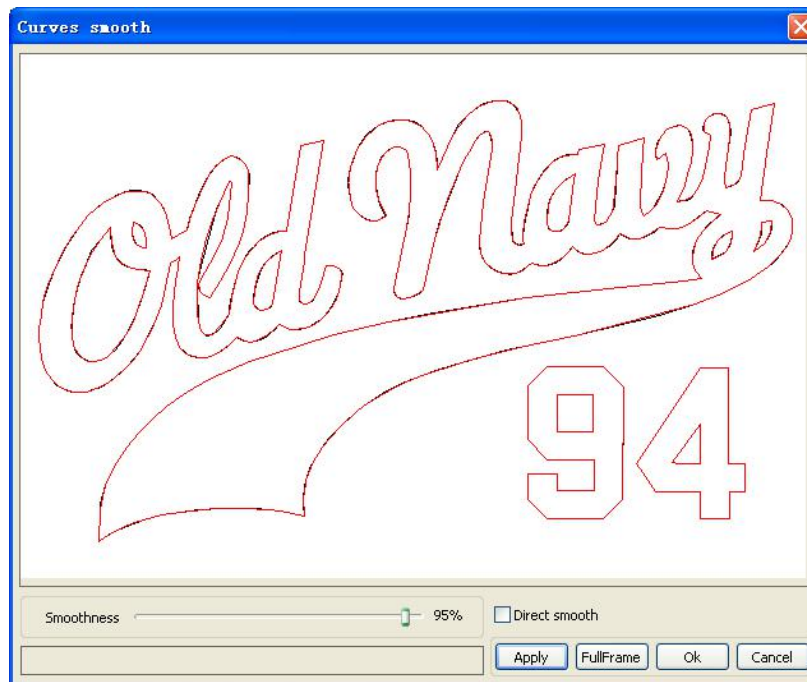 Curves smooth
Old Navy
94
Smoothness 95% Direct smooth
Apply FullFrame Ok Cancel